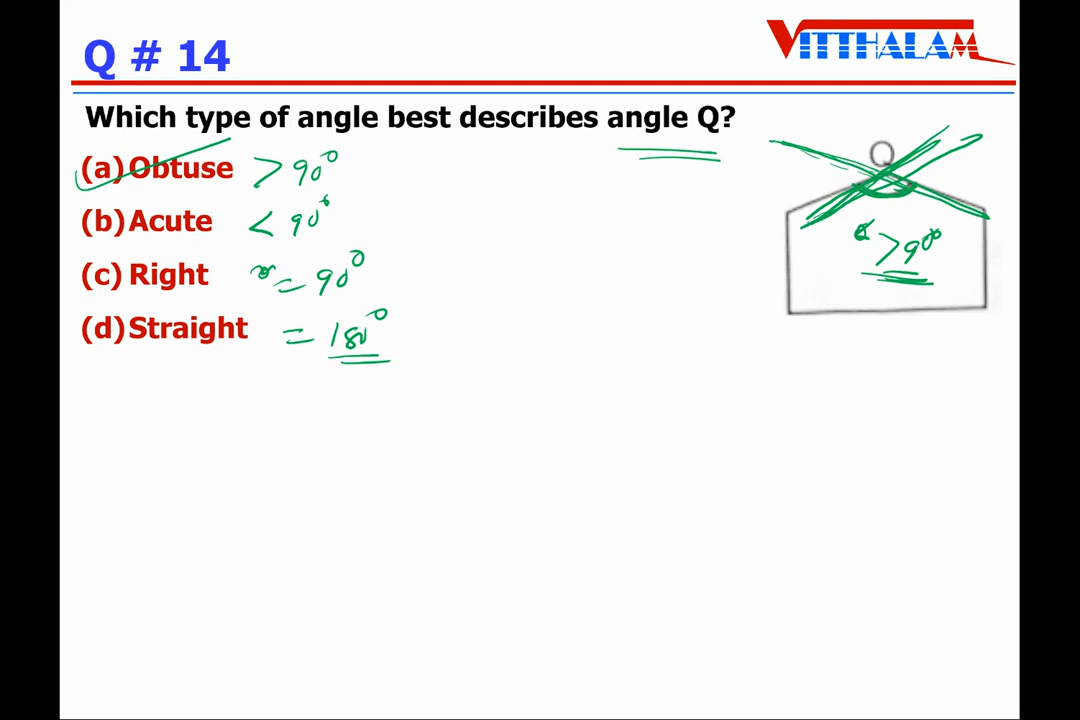 Q # 14
VITTHALAM
Which type of angle best describes angle Q?
(a) Obtuse > 90°
(b) Acute < 90°
(c) Right = 90°
(d) Straight = 180°
Q
> 90°